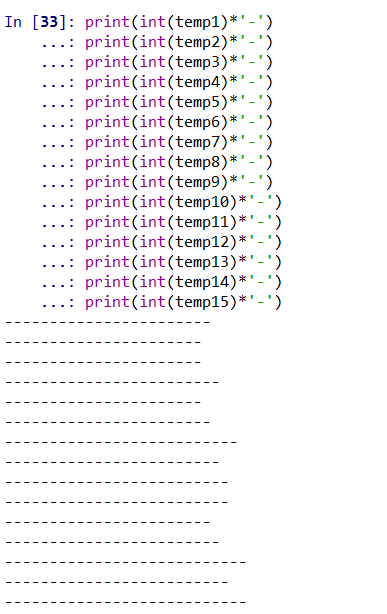 In [33]: print(int(temp1)*'-')
    ...: print(int(temp2)*'-')
    ...: print(int(temp3)*'-')
    ...: print(int(temp4)*'-')
    ...: print(int(temp5)*'-')
    ...: print(int(temp6)*'-')
    ...: print(int(temp7)*'-')
    ...: print(int(temp8)*'-')
    ...: print(int(temp9)*'-')
    ...: print(int(temp10)*'-')
    ...: print(int(temp11)*'-')
    ...: print(int(temp12)*'-')
    ...: print(int(temp13)*'-')
    ...: print(int(temp14)*'-')
    ...: print(int(temp15)*'-')
-----------------------
----------------------
----------------------
------------------------
----------------------
-----------------------
--------------------------
------------------------
-------------------------
-------------------------
-----------------------
------------------------
---------------------------
-------------------------
---------------------------